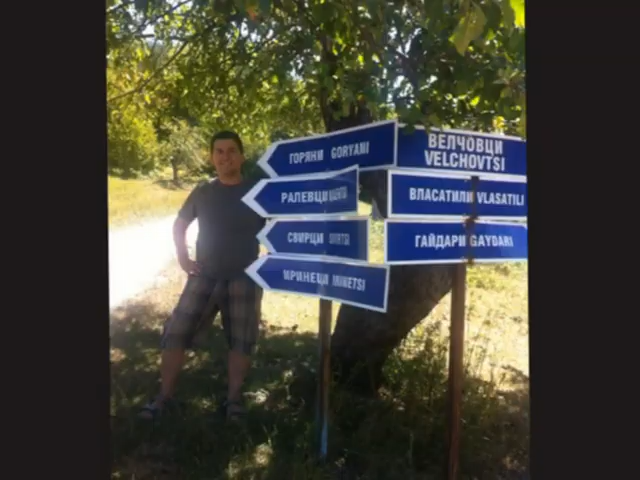 ГОРЯНИ GORYANI
РАЛЕВЦИ
СВИРЦИ
ВЕЛЧОВЦИ
VELCHOVTSI
ВЛАСАТИЛИ VLASATILI
ГАЙДАРИ GAYDARI